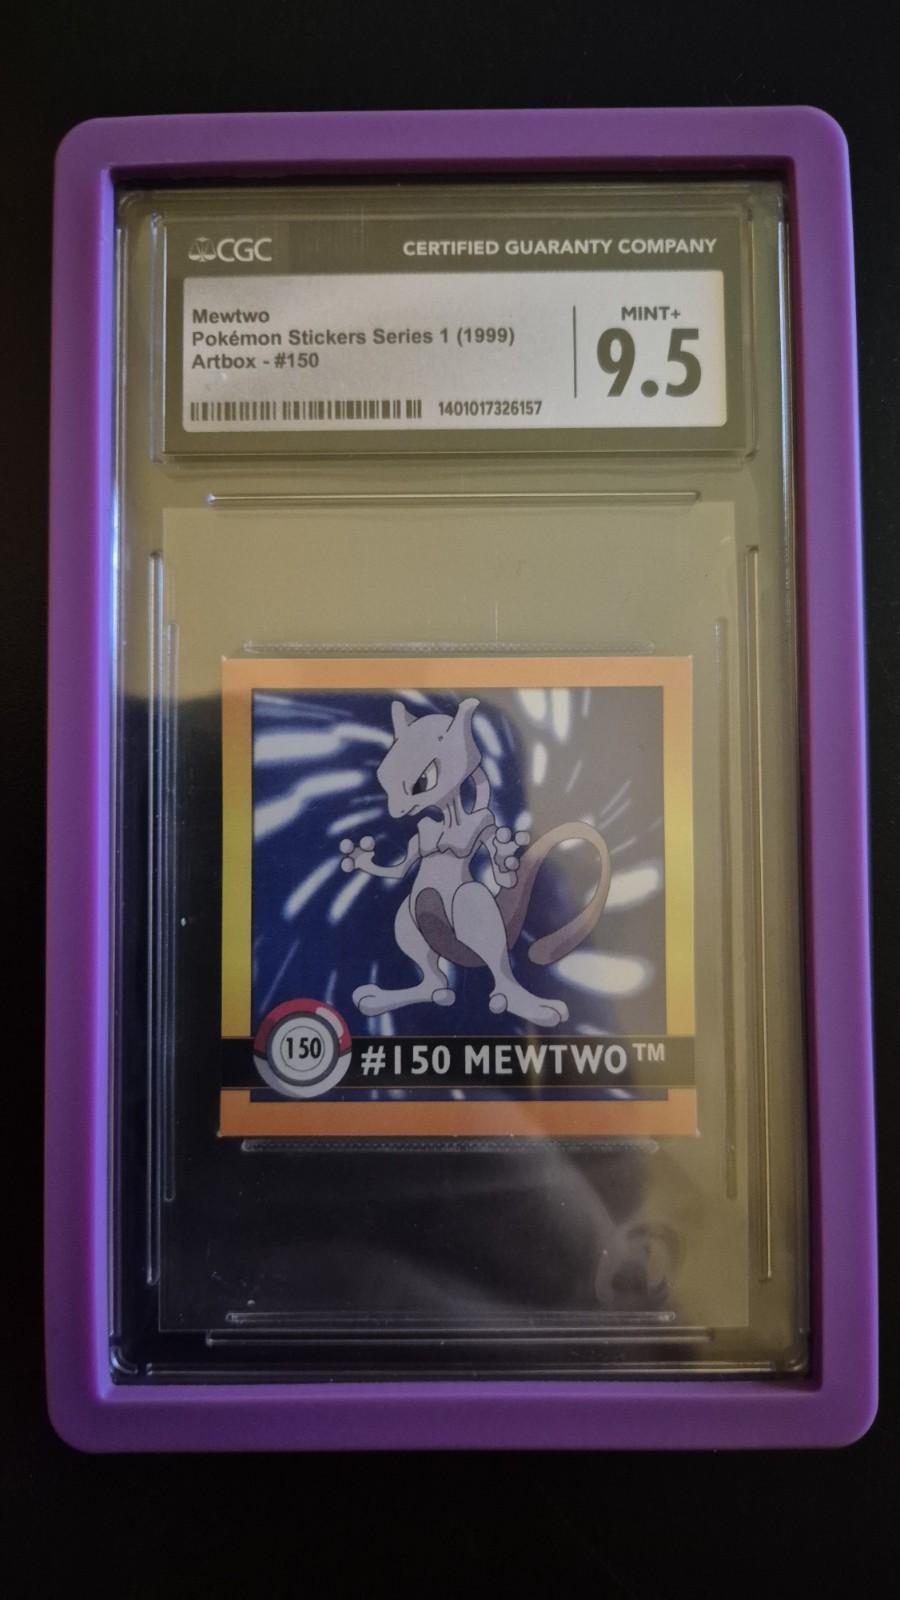 CGC CERTIFIED GUARANTY COMPANY
Mewtwo
Pokémon Stickers Series 1 (1999)
Artbox - #150
1401017326157
MINT+
9.5
150
#150 MEWTWO™